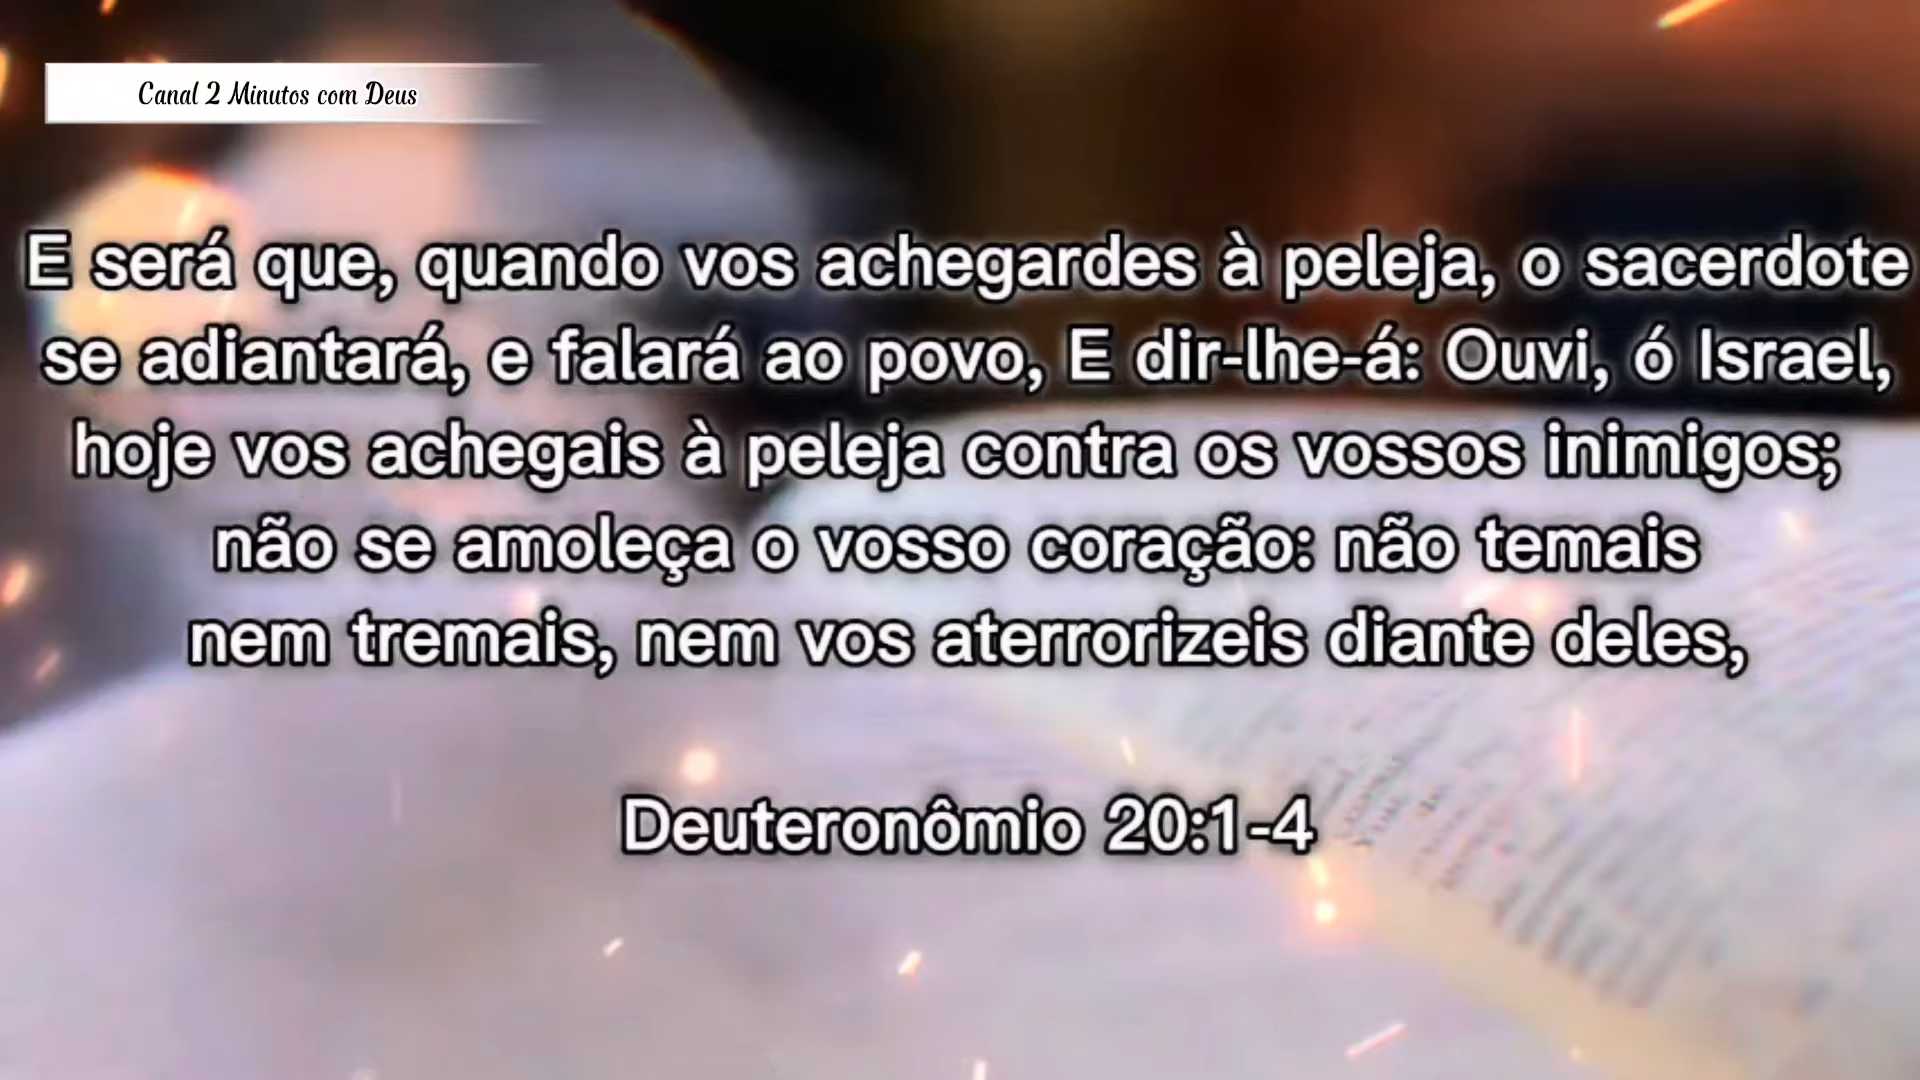 Canal 2 Minutos com Deus
E será que, quando vos achegardes à peleja, o sacerdote
se adiantará, e falará ao povo, E dir-lhe-á: Ouvi, ó Israel,
hoje vos achegais à peleja contra os vossos inimigos;
não se amoleça o vosso coração: não temais
nem tremais, nem vos aterrorizeis diante deles,
Deuteronômio 20:1-4